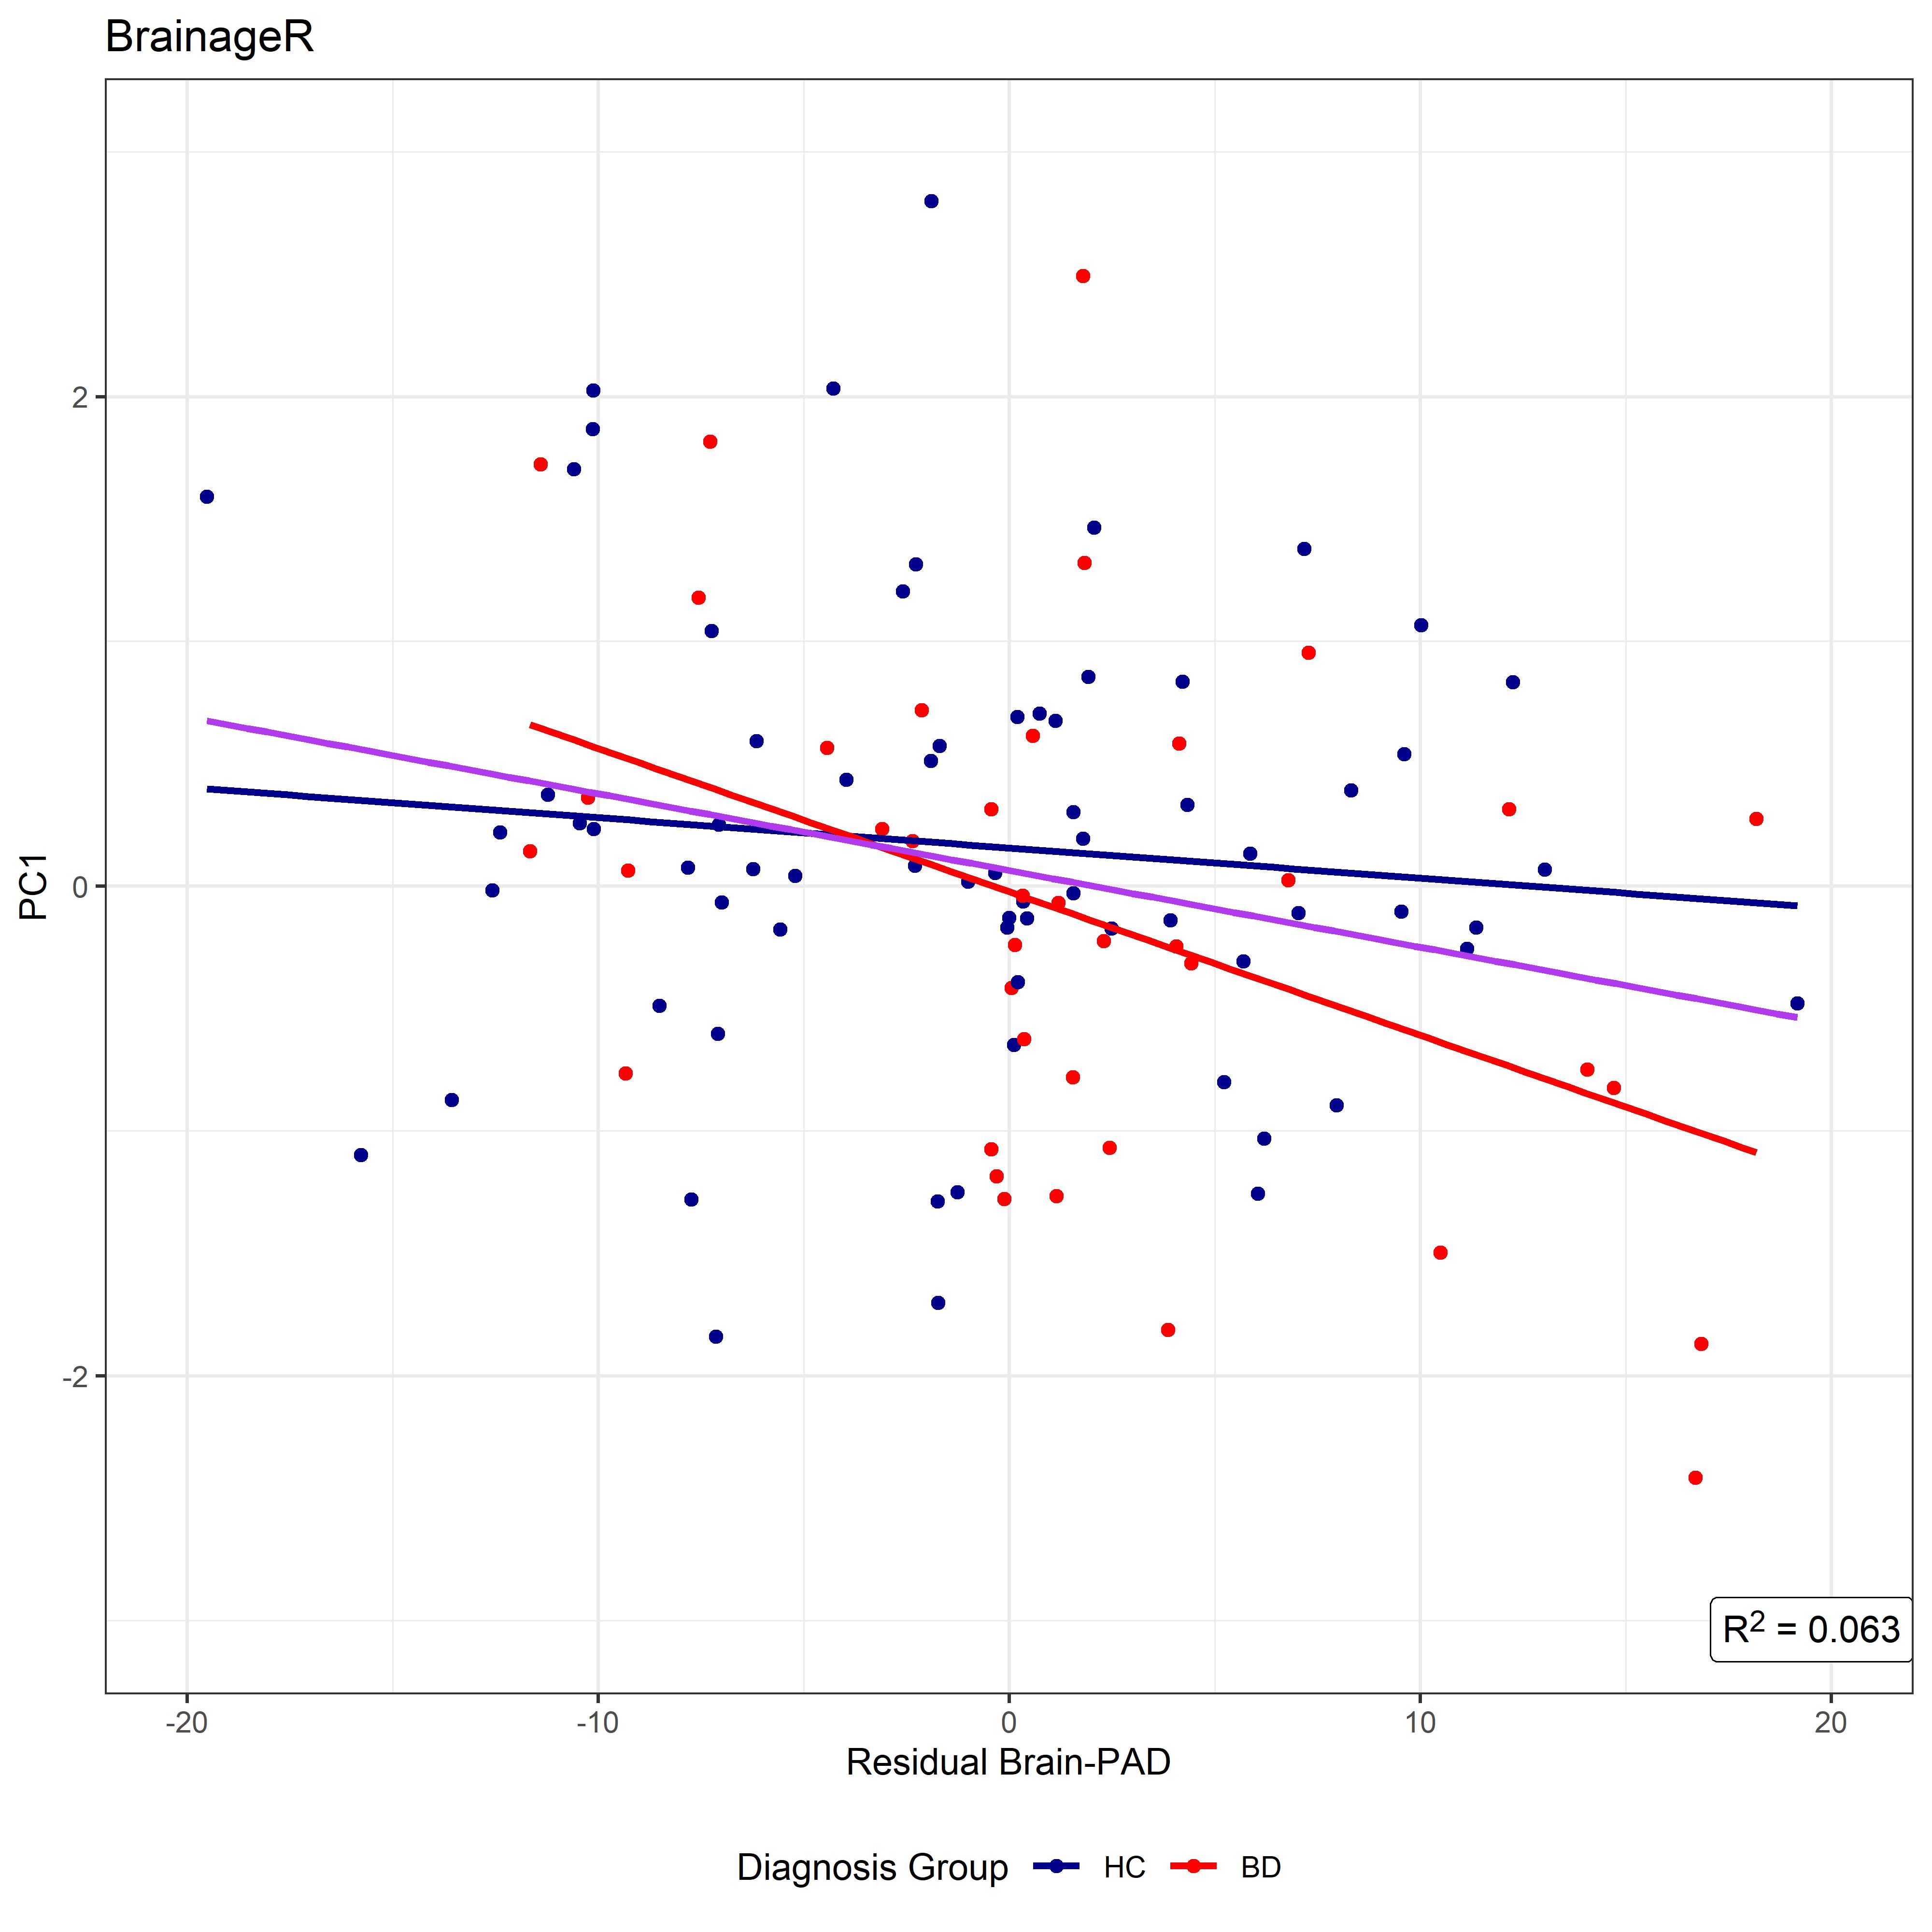 BrainageR
PC1
2
0
-2
R² = 0.063
-20 -10 0 10 20
Residual Brain-PAD
Diagnosis Group HC BD